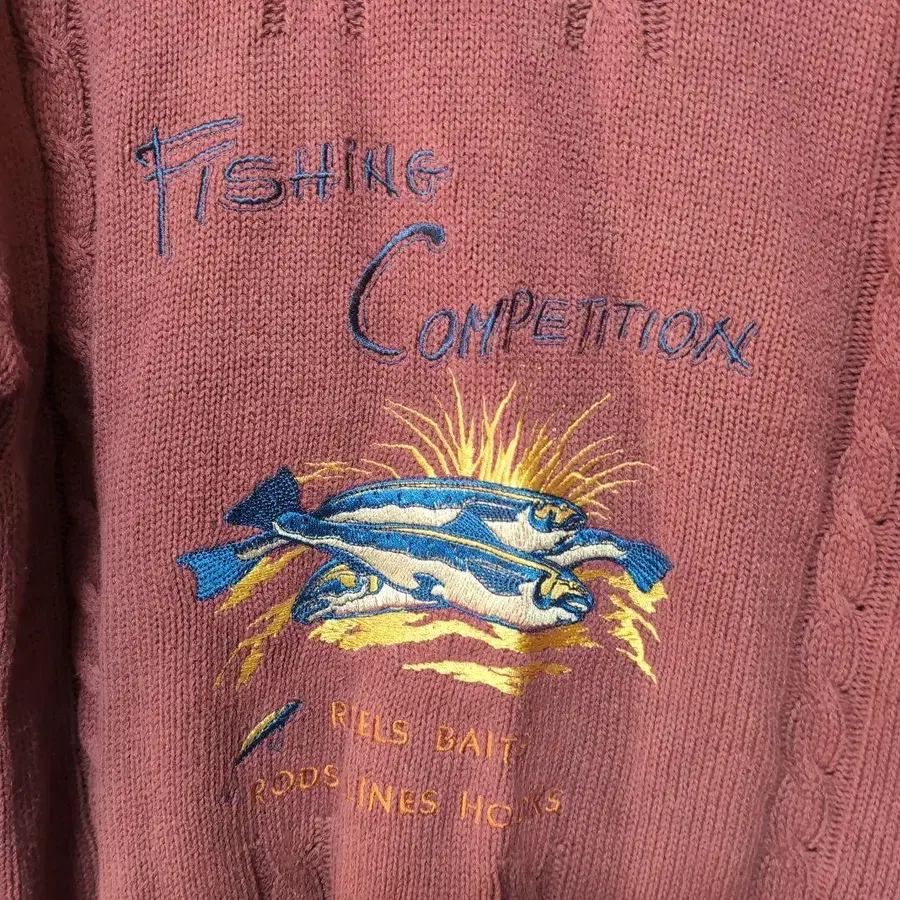 FISHING
COMPETITION
RIELS BAIT
RODS LINES HOOKS